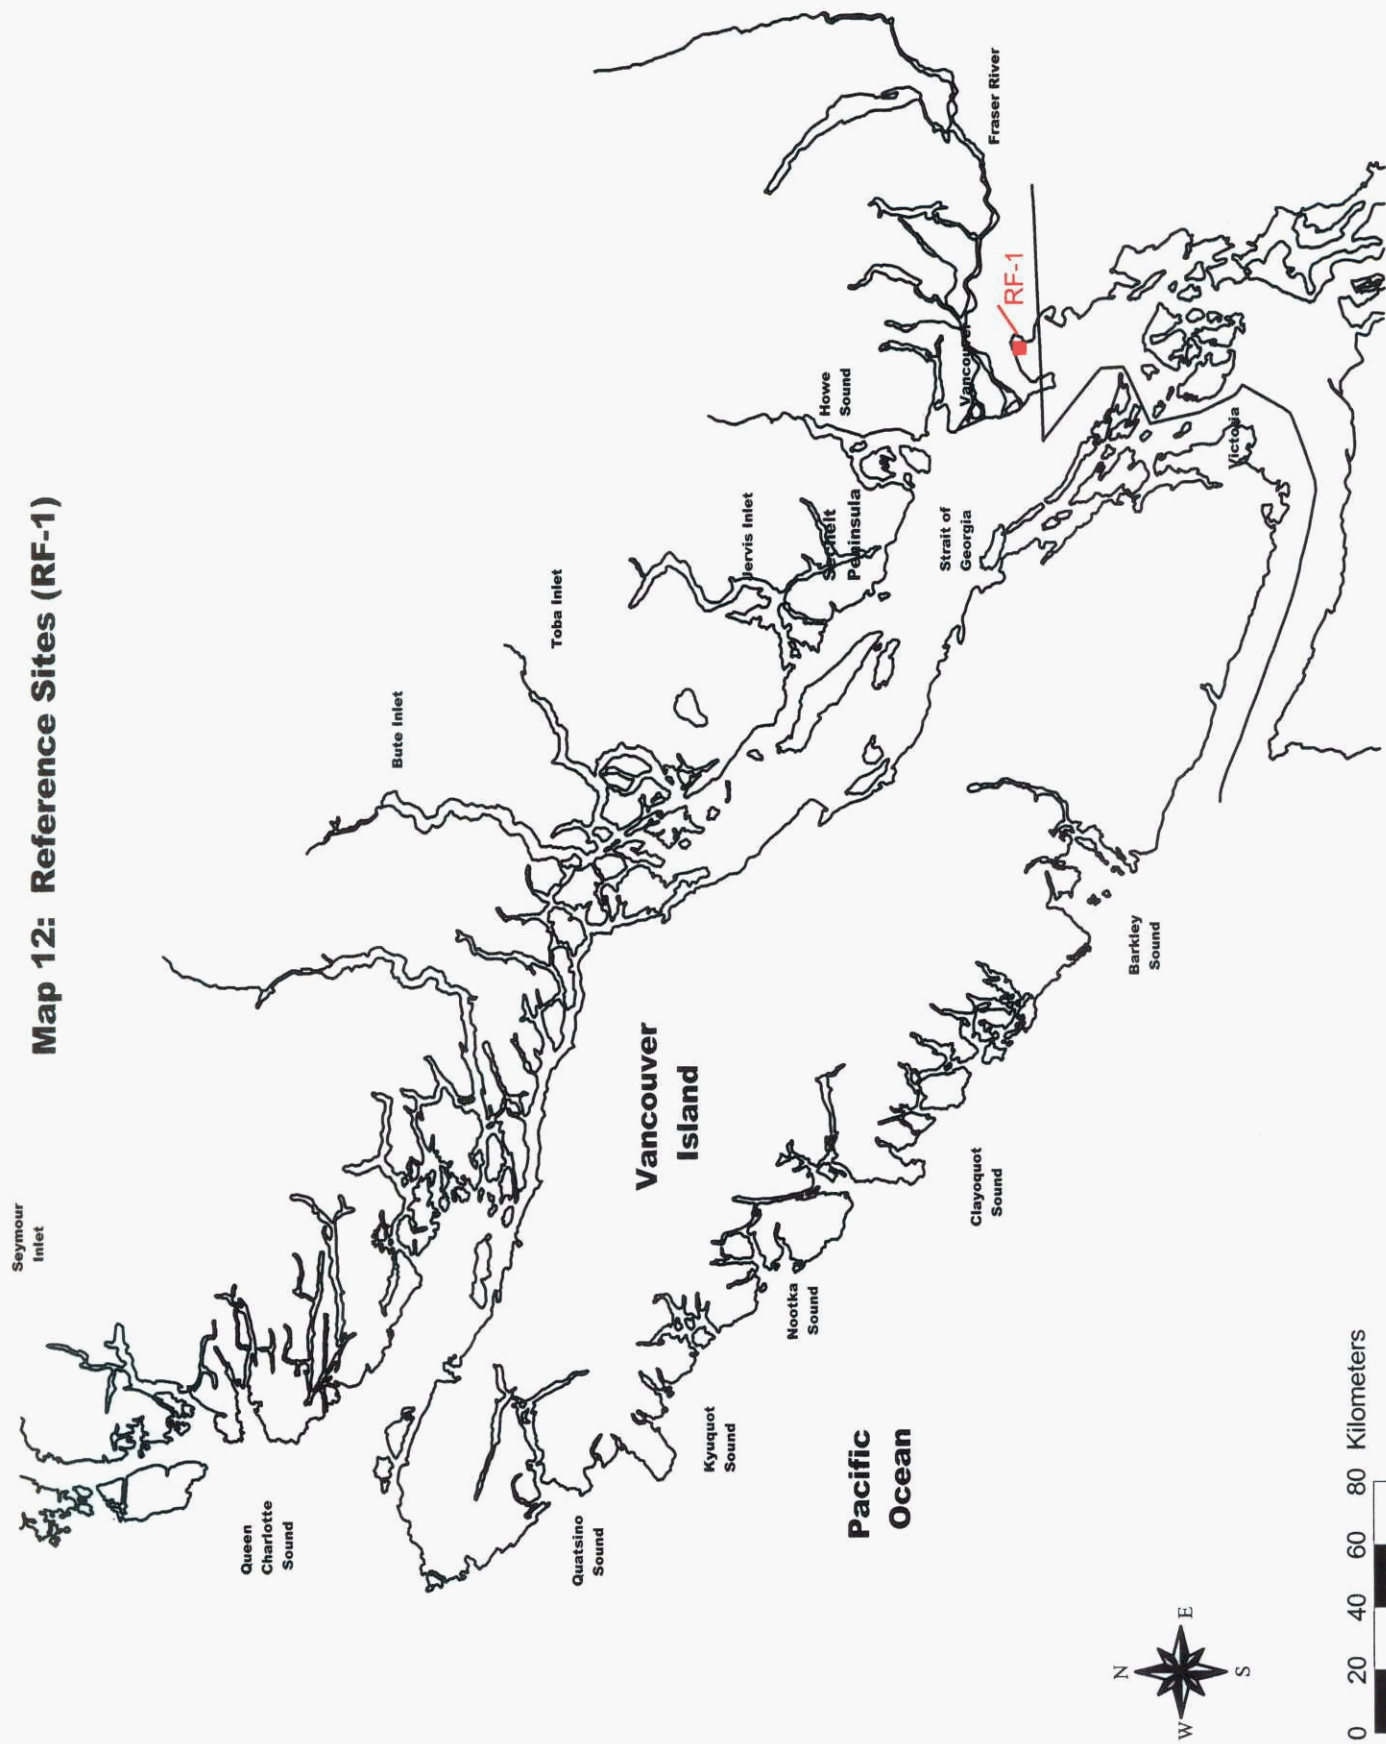 Map 12: Reference Sites (RF-1)
Seymour
Inlet
Bute Inlet
Toba Inlet
Jervis Inlet
Sechelt
Peninsula
Howe
Sound
Fraser River
Vancouver
RF-1
Strait of
Georgia
Victoria
Queen
Charlotte
Sound
Vancouver
Island
Quatsino
Sound
Kyuquot
Sound
Nootka
Sound
Clayoquot
Sound
Barkley
Sound
Pacific
Ocean
N
W E
S
0 20 40 60 80 Kilometers